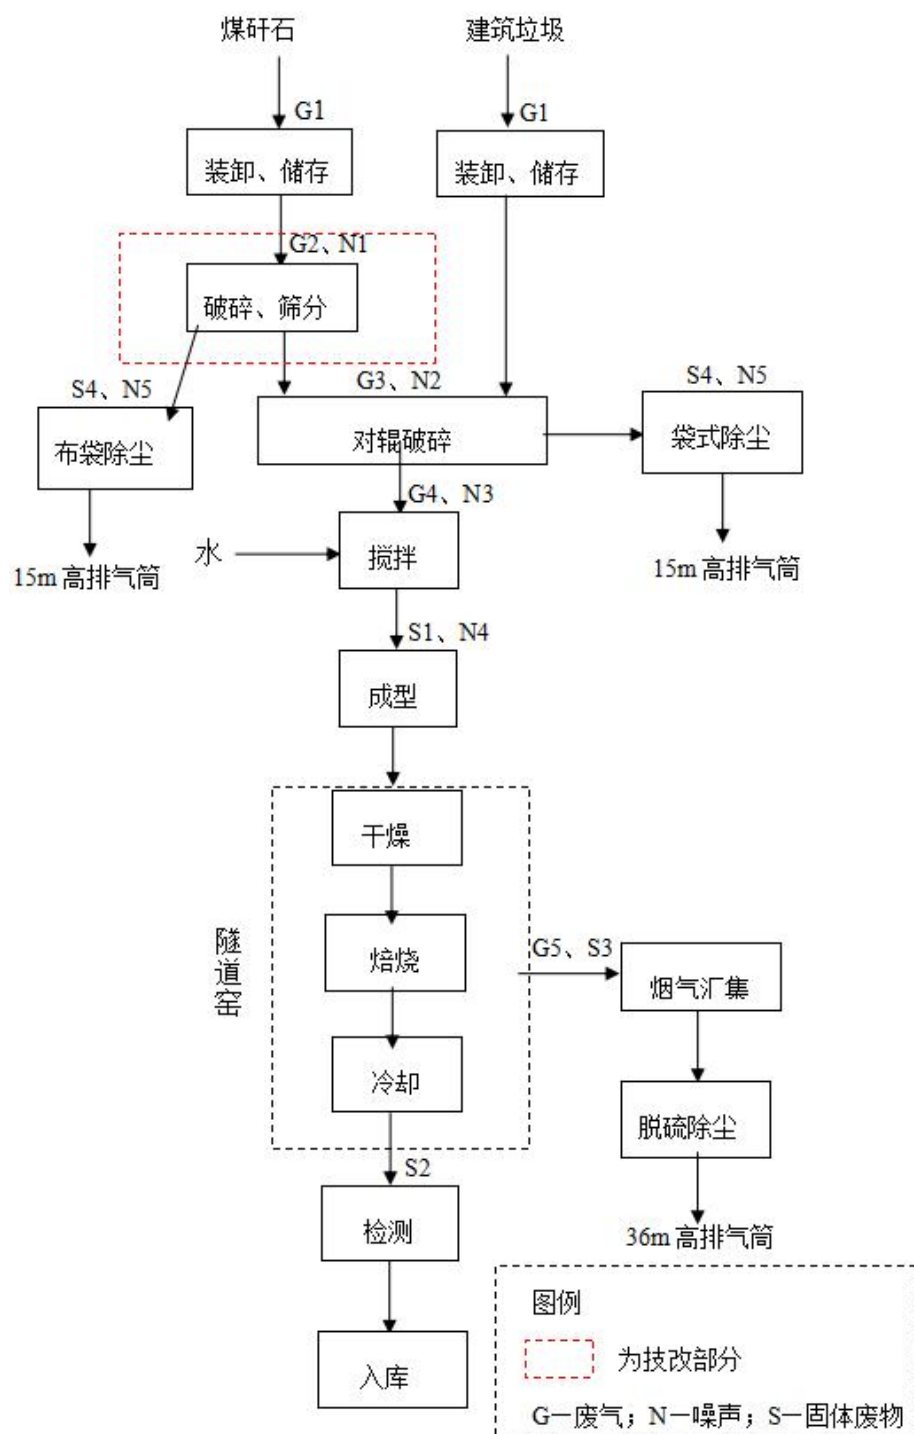 煤矸石
建筑垃圾
G1
G1
装卸、储存
装卸、储存
G2、N1
破碎、筛分
S4、N5
G3、N2
S4、N5
布袋除尘
对辊破碎
袋式除尘
G4、N3
水
搅拌
15m 高排气筒
15m 高排气筒
S1、N4
成型
干燥
隧道窑
焙烧
G5、S3
烟气汇集
冷却
脱硫除尘
S2
检测
36m 高排气筒
入库
图例
为技改部分
G—废气；N—噪声；S—固体废物